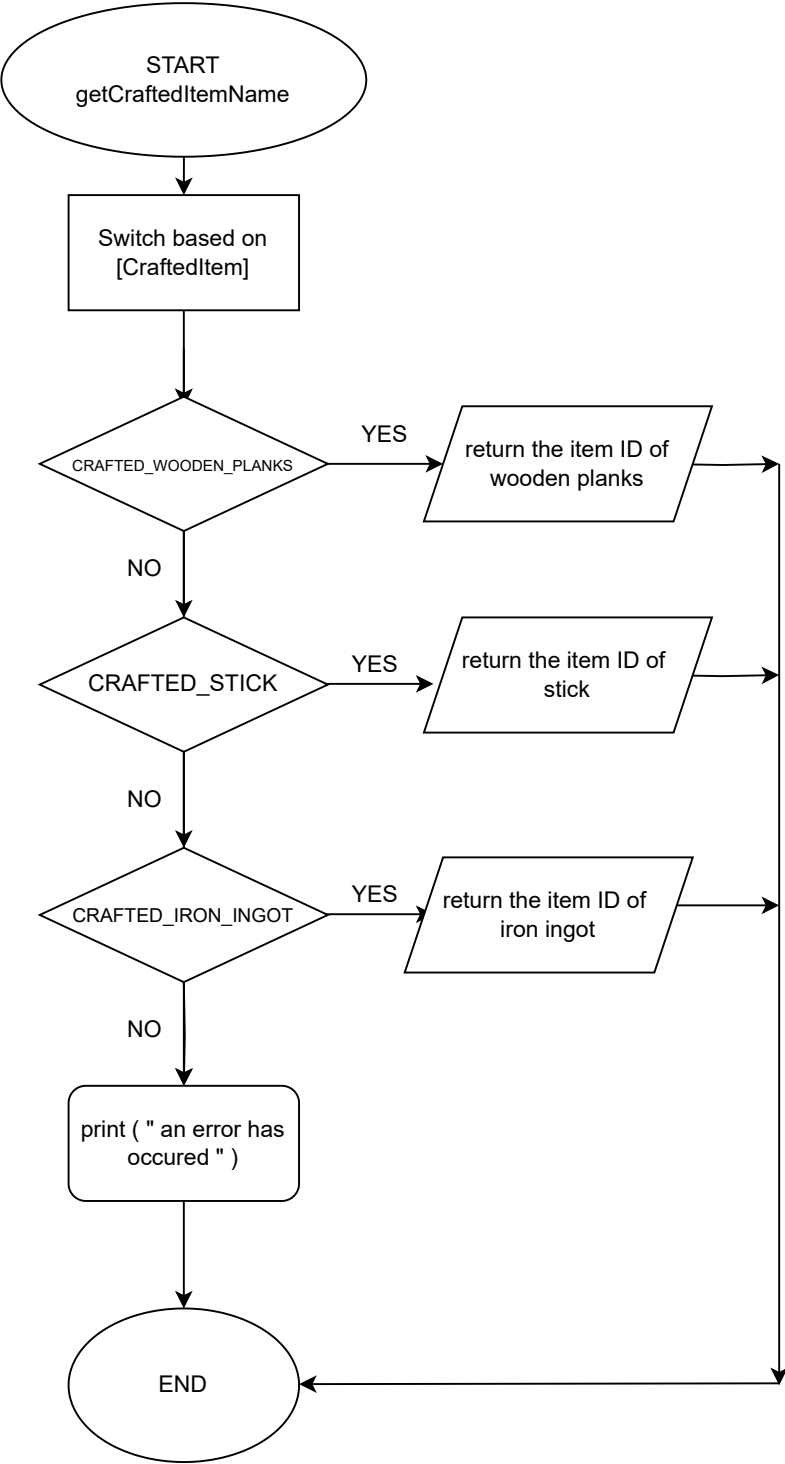 START
getCraftedItemName
Switch based on
[CraftedItem]
CRAFTED_WOODEN_PLANKS
YES
return the item ID of
wooden planks
NO
CRAFTED_STICK
YES
return the item ID of
stick
NO
CRAFTED_IRON_INGOT
YES
return the item ID of
iron ingot
NO
print ( " an error has
occured " )
END